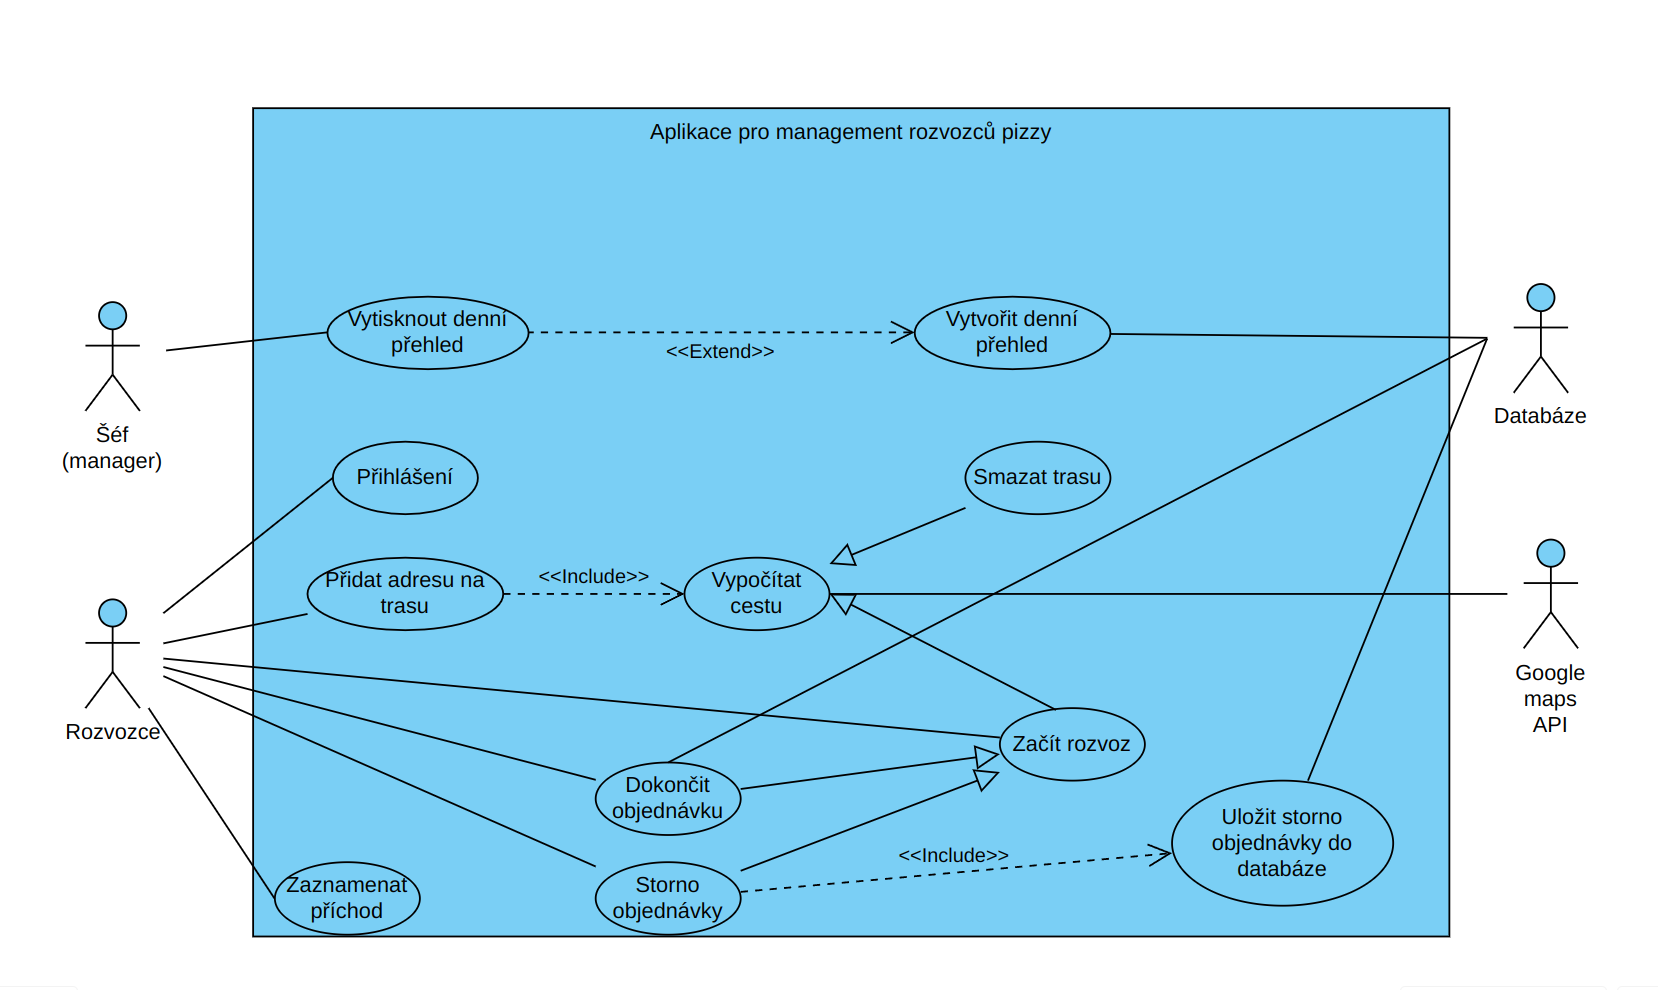 Aplikace pro management rozvozců pizzy
Vytisknout denní
přehled
<<Extend>>
Vytvořit denní
přehled
Šéf
(manager)
Databáze
Přihlášení
Smazat trasu
Přidat adresu na
trasu
<<Include>>
Vypočítat
cestu
Google
maps
API
Rozvozce
Začít rozvoz
Dokončit
objednávku
Uložit storno
objednávky do
databáze
<<Include>>
Zaznamenat
příchod
Storno
objednávky